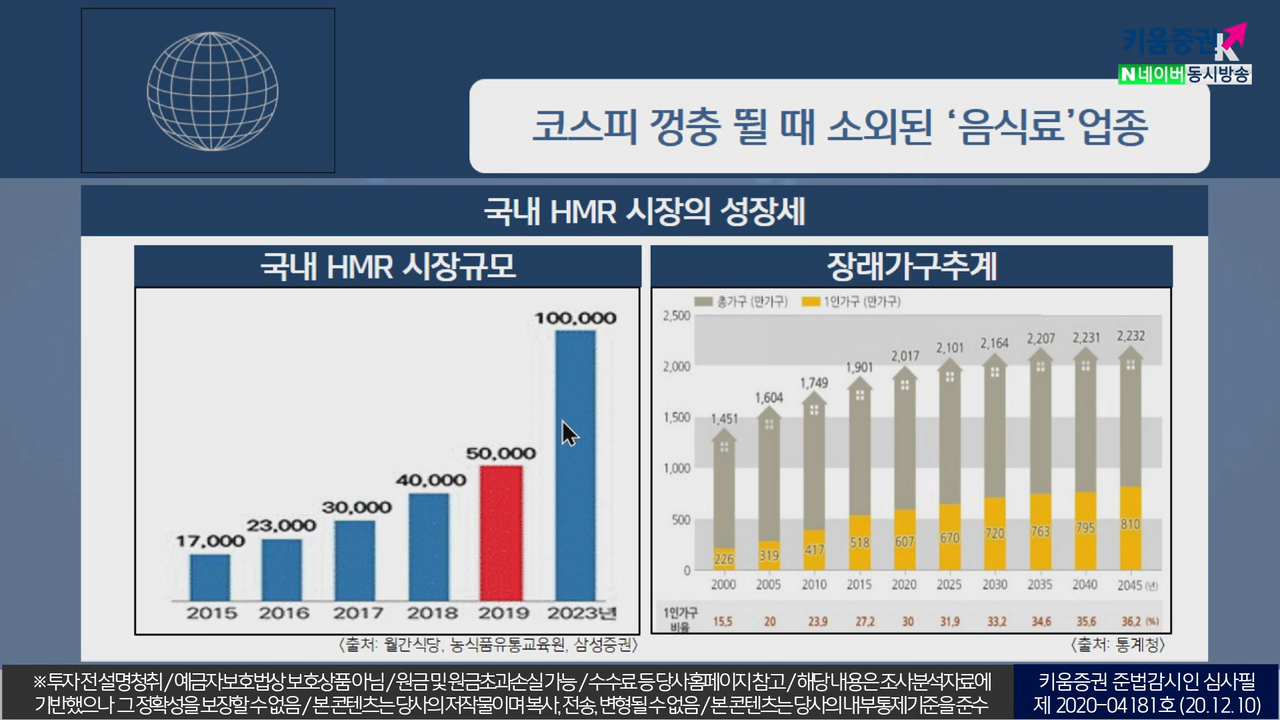 키움증권
N 네이버 동시방송
코스피 껑충 뛸 때 소외된 ‘음식료’업종
국내 HMR 시장의 성장세
국내 HMR 시장규모
17,000 23,000 30,000 40,000 50,000 100,000
2015 2016 2017 2018 2019 2023년
〈출처: 월간식당, 농식품유통교육원, 삼성증권〉
장래가구추계
총가구 (만가구) 1인가구 (만가구)
2,500
2,000
1,500
1,000
500
0
1,451 1,604 1,749 1,901 2,017 2,101 2,164 2,207 2,231 2,232
226 319 417 518 607 670 720 763 795 810
2000 2005 2010 2015 2020 2025 2030 2035 2040 2045 (년)
1인가구
비율
15,5 20 23,9 27,2 30 31,9 33,2 34,6 35,6 36,2 (%)
〈출처: 통계청〉
※ 투자 전 설명청취 / 예금자보호법상 보호상품 아님 / 원금 및 원금초과손실 가능 / 수수료 등 당사 홈페이지 참고 / 해당 내용은 조사분석자료에
기반했으나 그 정확성을 보장할 수 없음 / 본 콘텐츠는 당사의 저작물이며 복사, 전송, 변형될 수 없음 / 본 콘텐츠는 당사의 내부통제기준을 준수
키움증권 준법감시인 심사필
제 2020-04181호 (20.12.10)